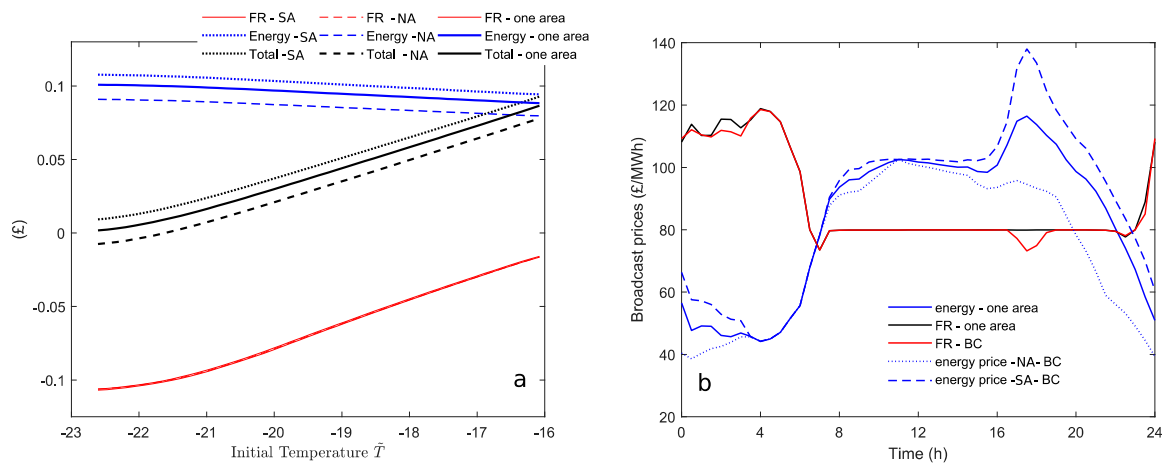 FR - SA FR - NA FR - one area
Energy - SA Energy - NA Energy - one area
Total - SA Total - NA Total - one area
0.1
0.05
0
-0.05
-0.1
(£)
a
-23 -22 -21 -20 -19 -18 -17 -16
Initial Temperature T̃
140
120
100
80
60
40
20
Broadcast prices (£/MWh)
energy - one area
FR - one area
FR - BC
energy price - NA - BC
energy price - SA - BC
b
0 4 8 12 16 20 24
Time (h)